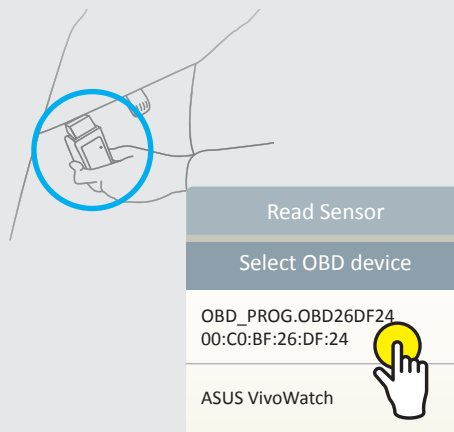 Read Sensor
Select OBD device
OBD_PROG.OBD26DF24
00:C0:BF:26:DF:24
ASUS VivoWatch